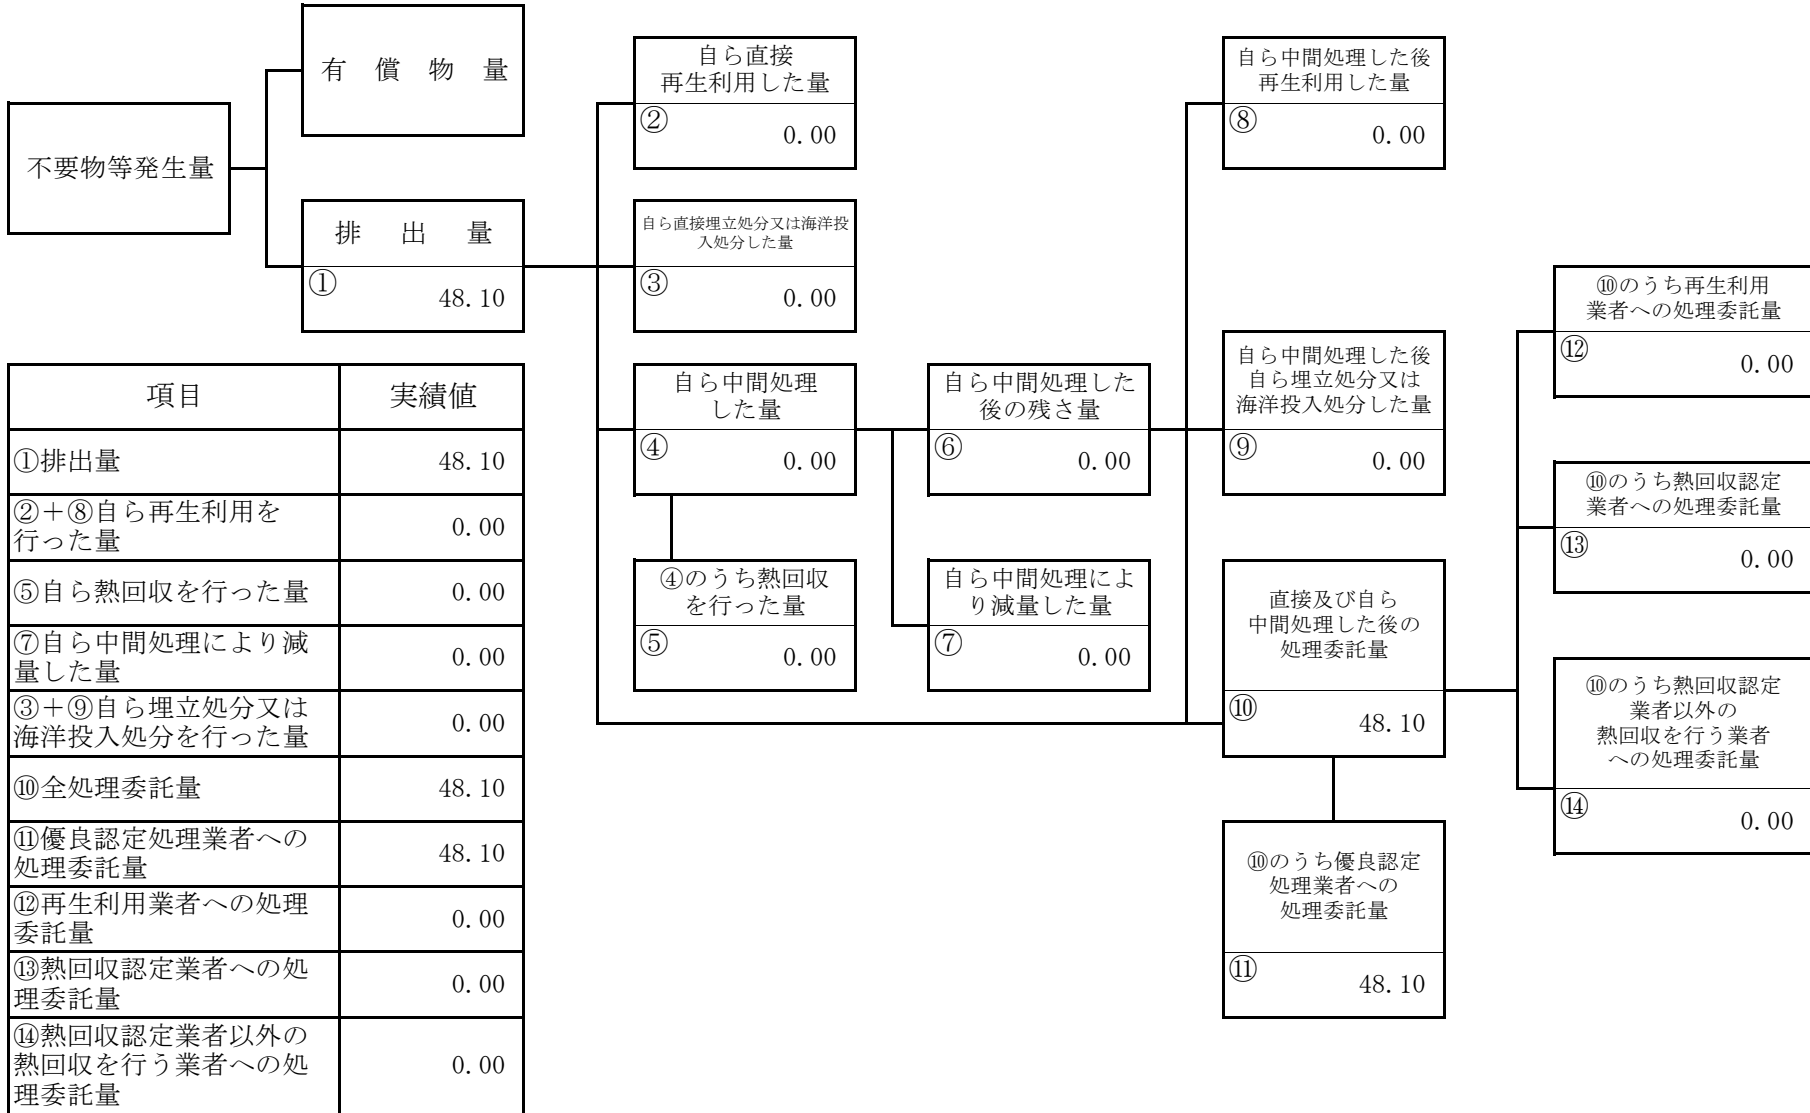 有償物量
不要物等発生量
排出量
①
48.10
自ら直接
再生利用した量
②
0.00
自ら直接埋立処分又は海洋投
入処分した量
③
0.00
自ら中間処理
した量
④
0.00
④のうち熱回収
を行った量
⑤
0.00
自ら中間処理した
後の残さ量
⑥
0.00
自ら中間処理によ
り減量した量
⑦
0.00
自ら中間処理した後
再生利用した量
⑧
0.00
自ら中間処理した後
自ら埋立処分又は
海洋投入処分した量
⑨
0.00
直接及び自ら
中間処理した後の
処理委託量
⑩
48.10
⑩のうち優良認定
処理業者への
処理委託量
⑪
48.10
⑩のうち再生利用
業者への処理委託量
⑫
0.00
⑩のうち熱回収認定
業者への処理委託量
⑬
0.00
⑩のうち熱回収認定
業者以外の
熱回収を行う業者
への処理委託量
⑭
0.00
項目 実績値
①排出量 48.10
②＋⑧自ら再生利用を
行った量 0.00
⑤自ら熱回収を行った量 0.00
⑦自ら中間処理により減
量した量 0.00
③＋⑨自ら埋立処分又は
海洋投入処分を行った量 0.00
⑩全処理委託量 48.10
⑪優良認定処理業者への
処理委託量 48.10
⑫再生利用業者への処理
委託量 0.00
⑬熱回収認定業者への処
理委託量 0.00
⑭熱回収認定業者以外の
熱回収を行う業者への処
理委託量 0.00